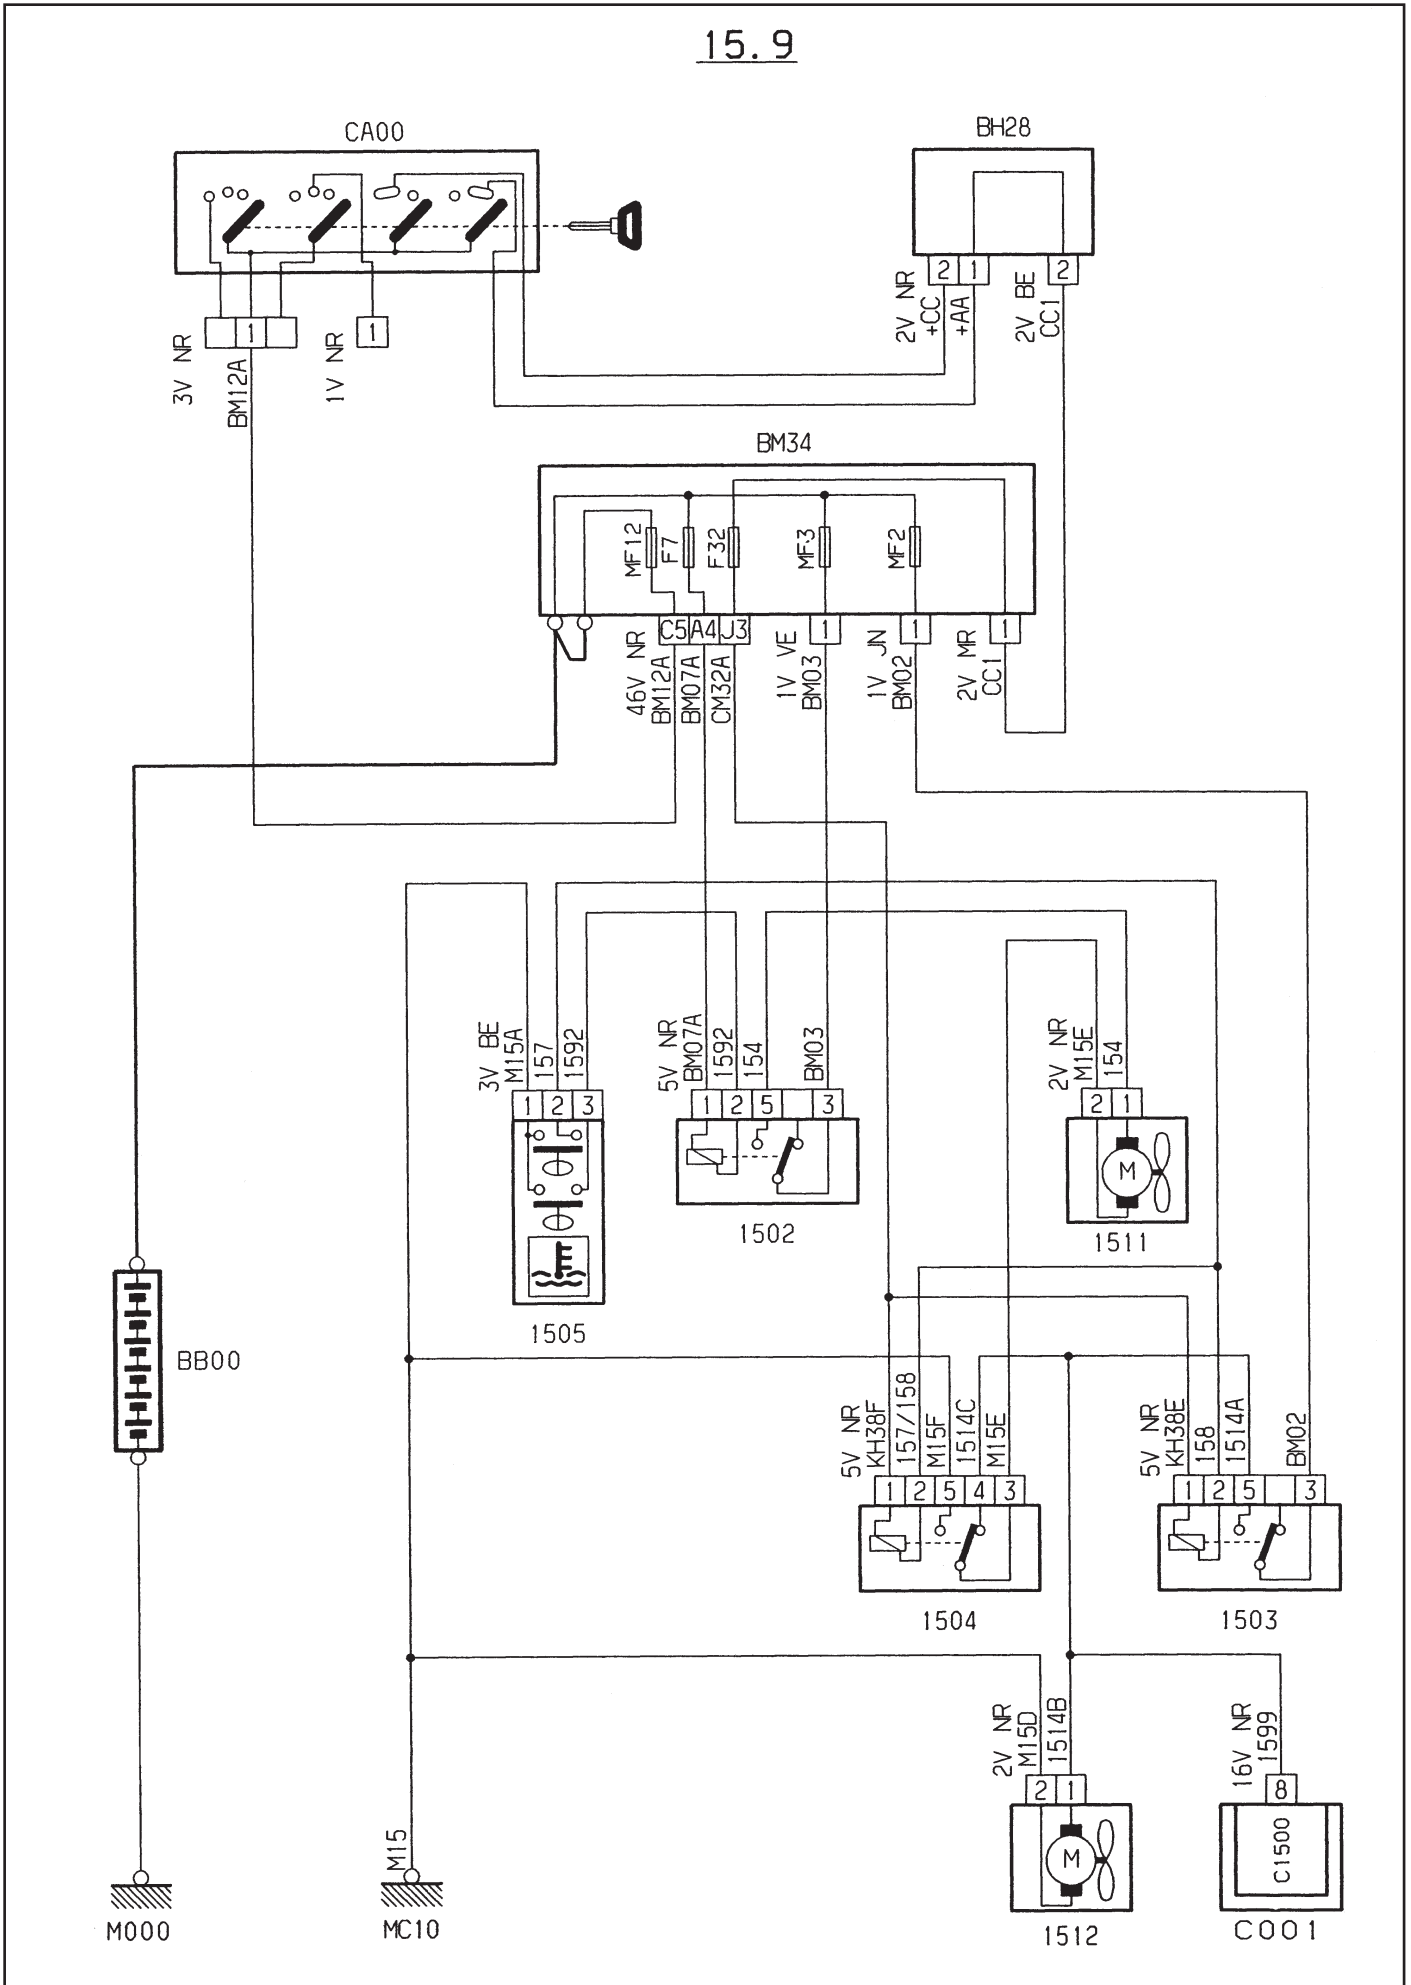 15.9
CA00
BH28
3V NR
1
BM12A
1V NR
1
2V NR
2
+CC
1
+AA
2V BE
2
CC1
BM34
MF12
F7
F32
MF3
MF2
46V NR
C5
BM12A
A4
BM07A
J3
CM32A
1V VE
1
BM03
1V JN
1
BM02
2V MR
1
CC1
3V BE
M15A
157
1592
1 2 3
1505
5V NR
BM07A
1592
154
BM03
1 2 5 3
1502
2V NR
M15E
154
2 1
M
1511
BB00
5V NR
KH38F
157/158
M15F
1514C
M15E
1 2 5 4 3
1504
5V NR
KH38E
158
1514A
BM02
1 2 5 3
1503
2V NR
M15D
1514B
2 1
M
1512
16V NR
1599
8
C1500
C001
M000
M15
MC10